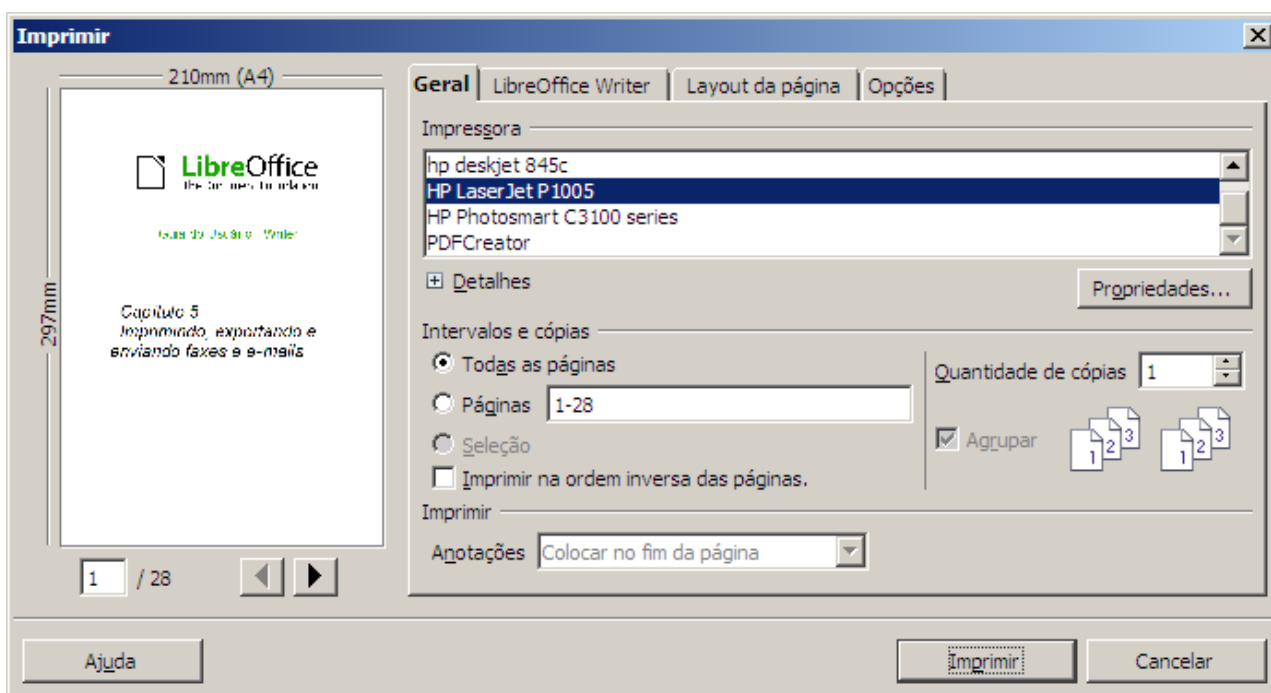 Imprimir
210mm (A4)
297mm
LibreOffice
Capítulo 5
Imprimindo, exportando e
enviando faxes e e-mails
1 / 28
Geral LibreOffice Writer Layout da página Opções
Impressora
hp deskjet 845c
HP LaserJet P1005
HP Photosmart C3100 series
PDFCreator
Detalhes
Propriedades...
Intervalos e cópias
Todas as páginas
Páginas 1-28
Seleção
Imprimir na ordem inversa das páginas.
Quantidade de cópias 1
Agrupar 1 2 3 1 2 3
Imprimir
Anotações Colocar no fim da página
Ajuda Imprimir Cancelar